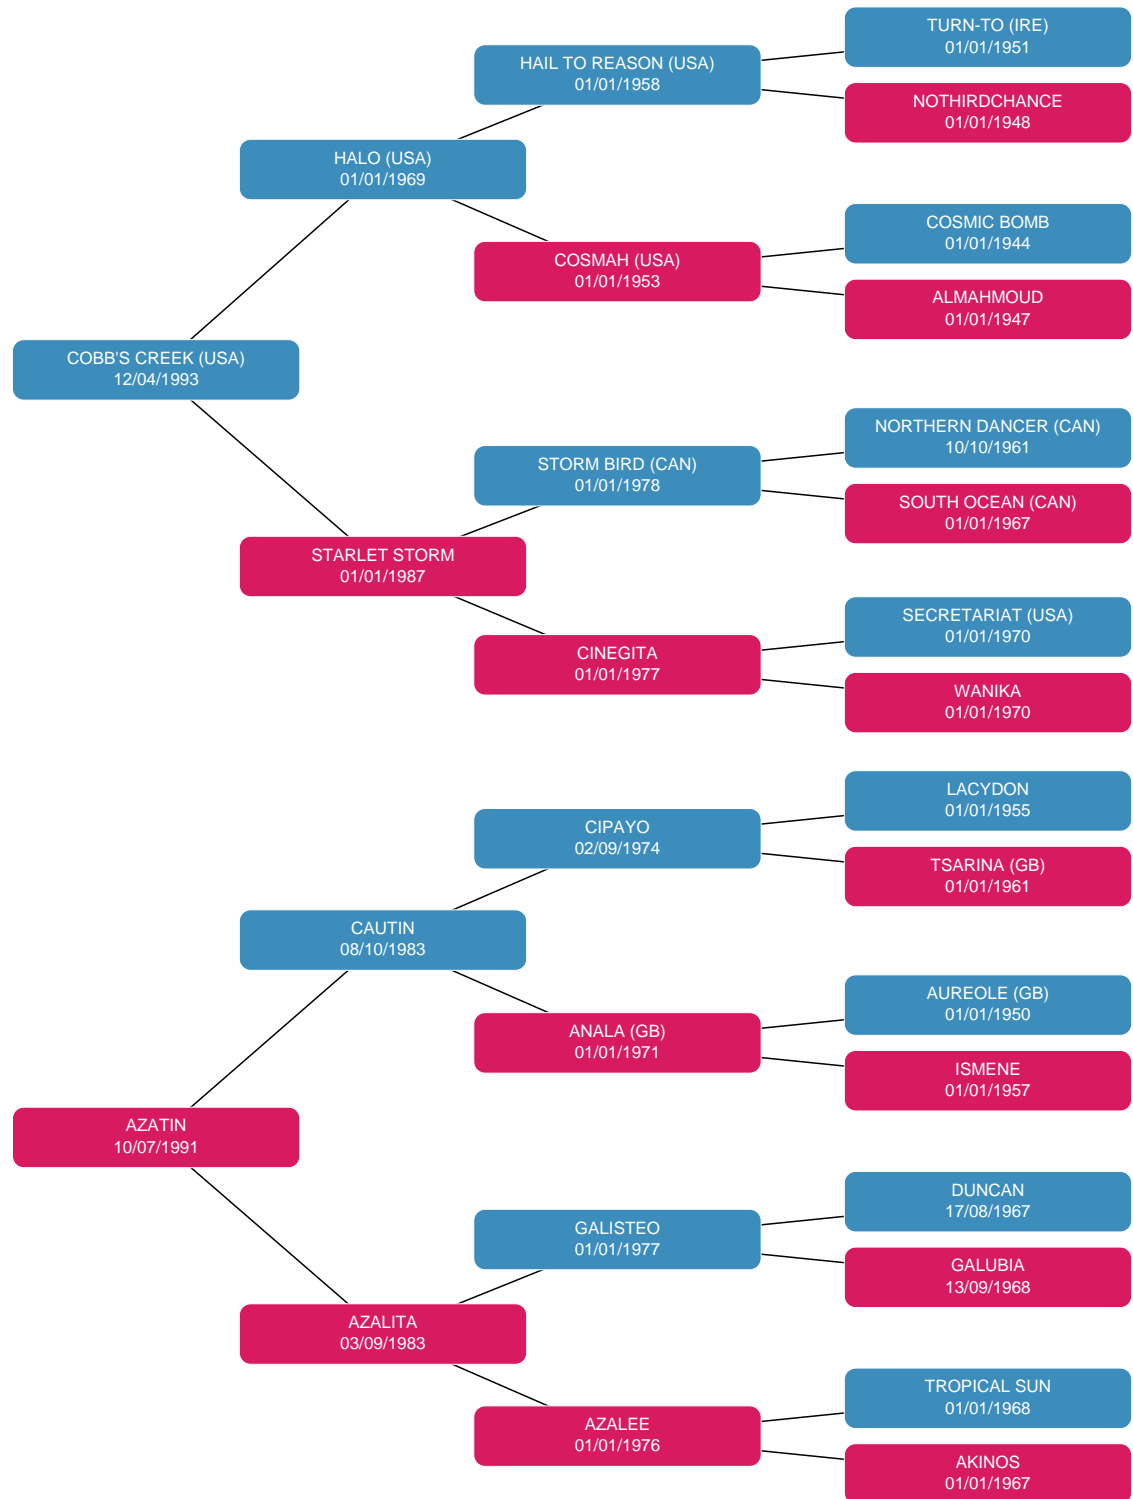 TURN-TO (IRE)
01/01/1951
HAIL TO REASON (USA)
01/01/1958
NOTHIRDCHANCE
01/01/1948
HALO (USA)
01/01/1969
COSMIC BOMB
01/01/1944
COSMAH (USA)
01/01/1953
ALMAHMOUD
01/01/1947
COBB'S CREEK (USA)
12/04/1993
NORTHERN DANCER (CAN)
10/10/1961
STORM BIRD (CAN)
01/01/1978
SOUTH OCEAN (CAN)
01/01/1967
STARLET STORM
01/01/1987
SECRETARIAT (USA)
01/01/1970
CINEGITA
01/01/1977
WANIKA
01/01/1970
LACYDON
01/01/1955
CIPAYO
02/09/1974
TSARINA (GB)
01/01/1961
CAUTIN
08/10/1983
AUREOLE (GB)
01/01/1950
ANALA (GB)
01/01/1971
ISMENE
01/01/1957
AZATIN
10/07/1991
DUNCAN
17/08/1967
GALISTEO
01/01/1977
GALUBIA
13/09/1968
AZALITA
03/09/1983
TROPICAL SUN
01/01/1968
AZALEE
01/01/1976
AKINOS
01/01/1967